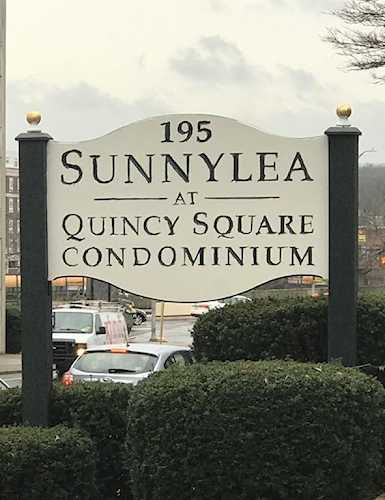 195
SUNNYLEA
AT
QUINCY SQUARE
CONDOMINIUM